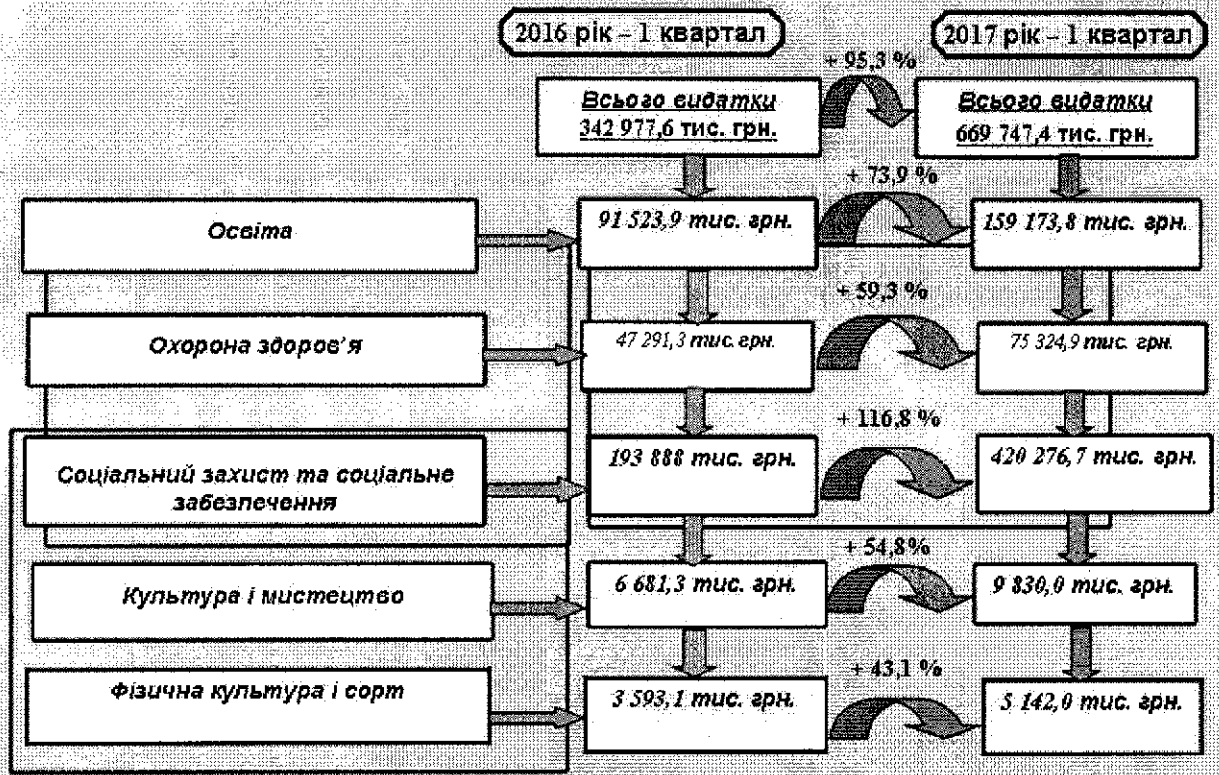 2016 рік – 1 квартал
2017 рік – 1 квартал
+ 95,3 %
Всього видатки
342 977,6 тис. грн.
Всього видатки
669 747,4 тис. грн.
+ 73,9 %
Освіта
91 523,9 тис. грн.
159 173,8 тис. грн.
+ 59,3 %
Охорона здоров'я
47 291,3 тис. грн.
75 324,9 тис. грн.
+ 116,8 %
Соціальний захист та соціальне
забезпечення
193 888 тис. грн.
420 276,7 тис. грн.
+ 54,8%
Культура і мистецтво
6 681,3 тис. грн.
9 830,0 тис. грн.
+ 43,1 %
Фізична культура і сорт
3 593,1 тис. грн.
5 142,0 тис. грн.